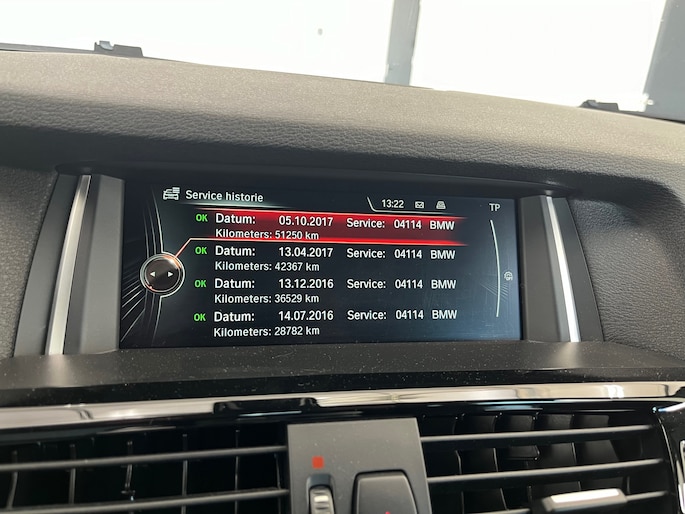 Service historie 13:22 TP
OK Datum: 05.10.2017 Service: 04114 BMW
Kilometers: 51250 km
OK Datum: 13.04.2017 Service: 04114 BMW
Kilometers: 42367 km
OK Datum: 13.12.2016 Service: 04114 BMW
Kilometers: 36529 km
OK Datum: 14.07.2016 Service: 04114 BMW
Kilometers: 28782 km